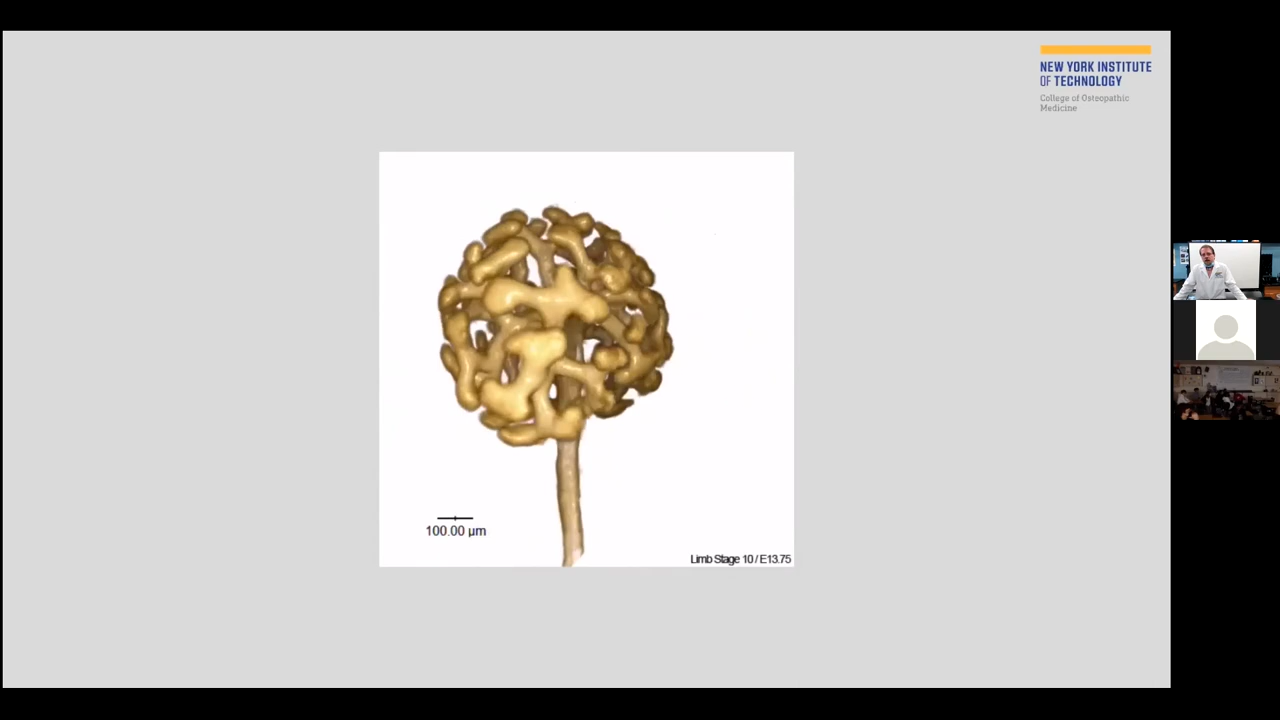 NEW YORK INSTITUTE
OF TECHNOLOGY
College of Osteopathic
Medicine
100.00 µm
Limb Stage 10 / E13.75